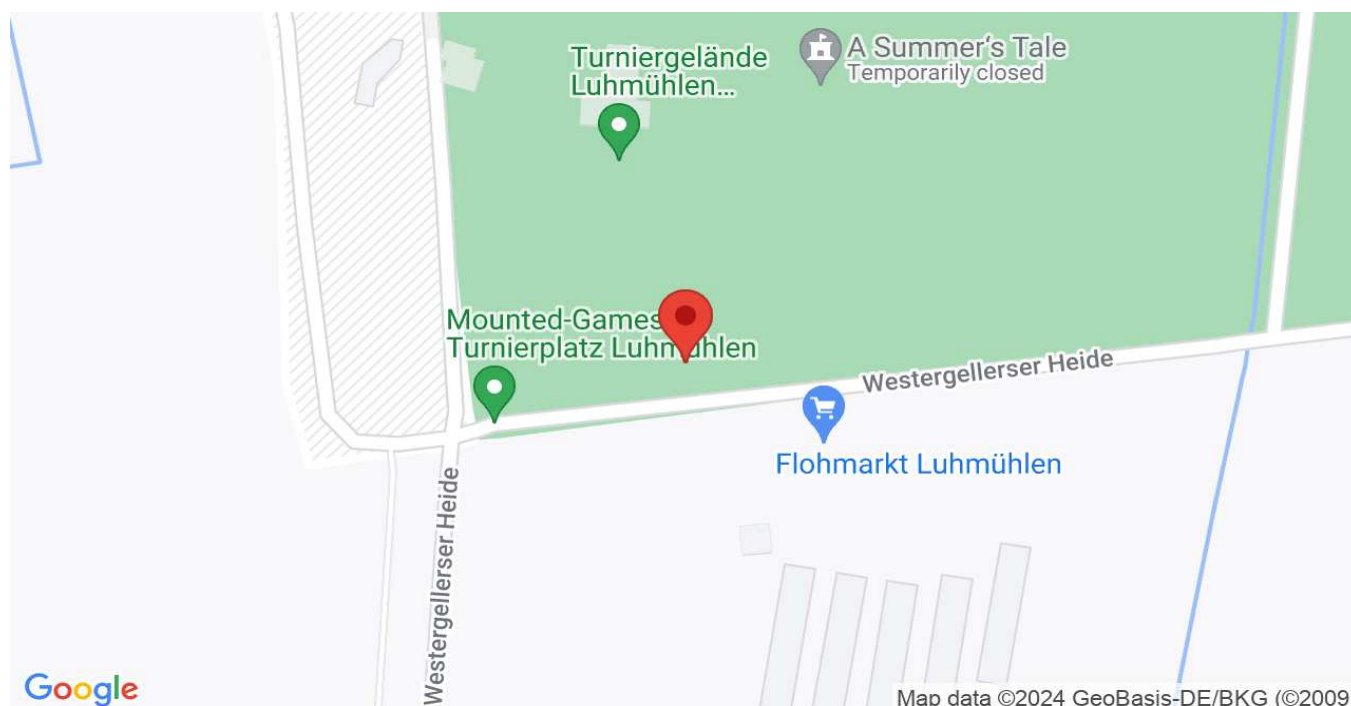 A Summer's Tale
Temporarily closed
Turniergelände
Luhmühlen...
Mounted-Games
Turnierplatz Luhmühlen
Westergellerser Heide
Flohmarkt Luhmühlen
Westergellerser Heide
Google
Map data ©2024 GeoBasis-DE/BKG (©2009